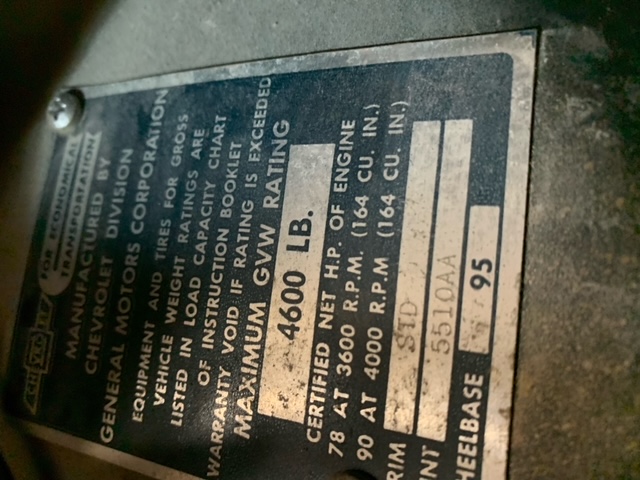 CHEVROLET
FOR ECONOMICAL
TRANSPORTATION
MANUFACTURED BY
CHEVROLET DIVISION
GENERAL MOTORS CORPORATION
EQUIPMENT AND TIRES FOR GROSS
VEHICLE WEIGHT RATINGS ARE
LISTED IN LOAD CAPACITY CHART
OF INSTRUCTION BOOKLET
WARRANTY VOID IF RATING IS EXCEEDED
MAXIMUM GVW RATING
4600 LB.
CERTIFIED NET H.P. OF ENGINE
78 AT 3600 R.P.M. (164 CU. IN.)
90 AT 4000 R.P.M (164 CU. IN.)
RIM STD
NT 5510AA
HEELBASE 95